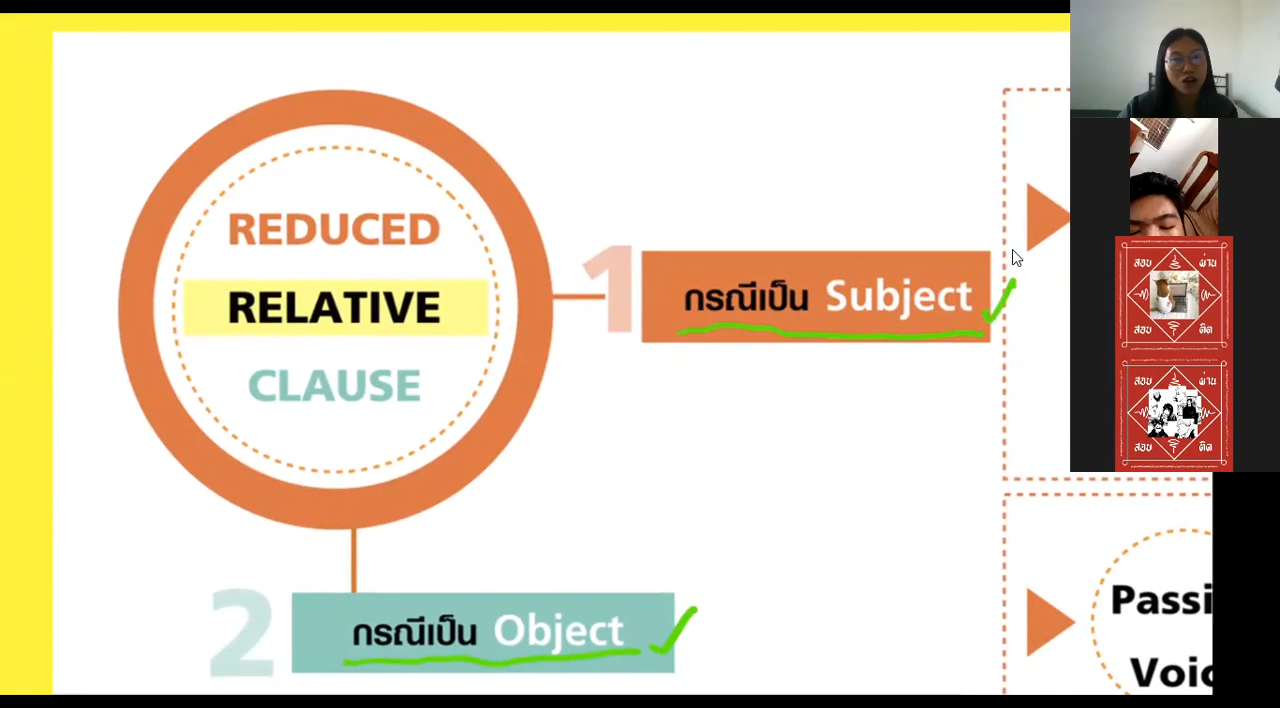 REDUCED
RELATIVE
CLAUSE
1
กรณีเป็น Subject
2
กรณีเป็น Object
Passi
Voic
สอบ ผ่าน
สอบ ติด
สอบ ผ่าน
สอบ ติด